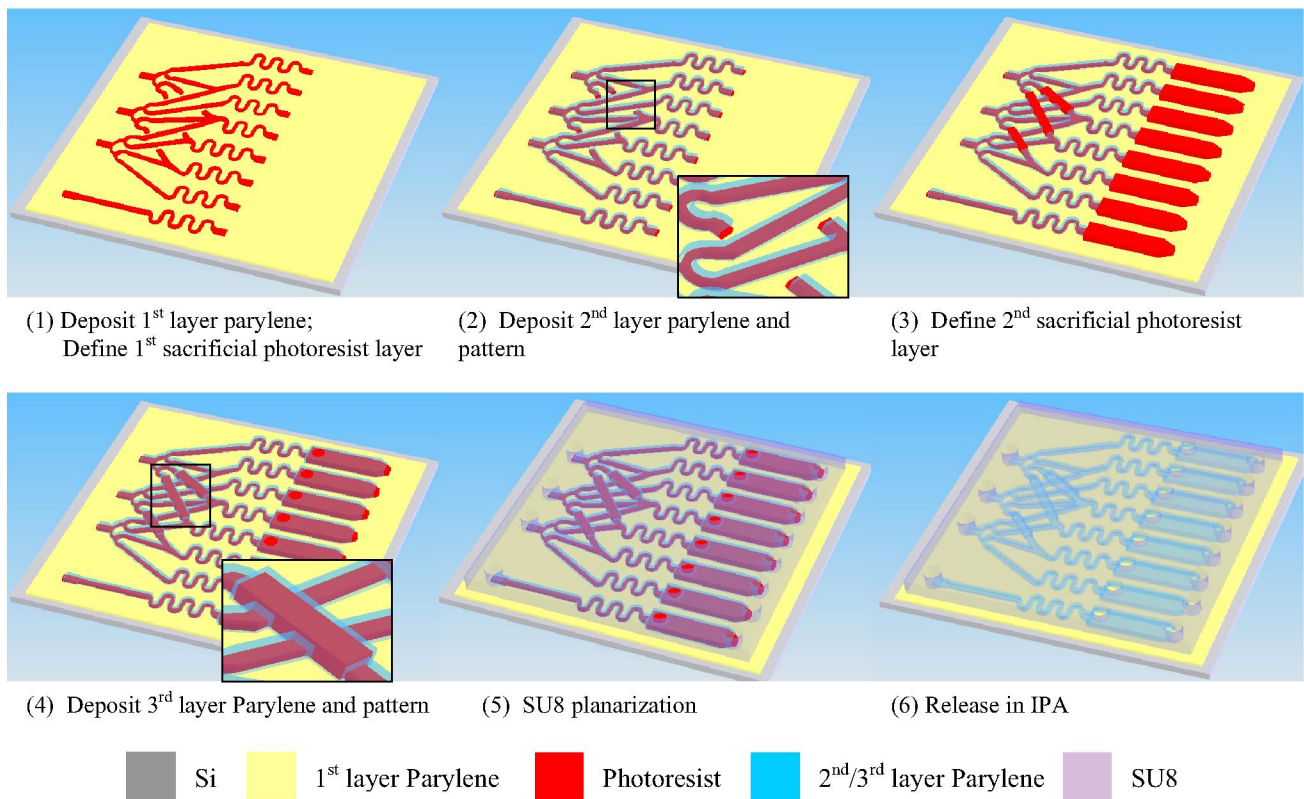 (1) Deposit 1st layer parylene;
Define 1st sacrificial photoresist layer
(2) Deposit 2nd layer parylene and
pattern
(3) Define 2nd sacrificial photoresist
layer
(4) Deposit 3rd layer Parylene and pattern
(5) SU8 planarization
(6) Release in IPA
Si
1st layer Parylene
Photoresist
2nd/3rd layer Parylene
SU8